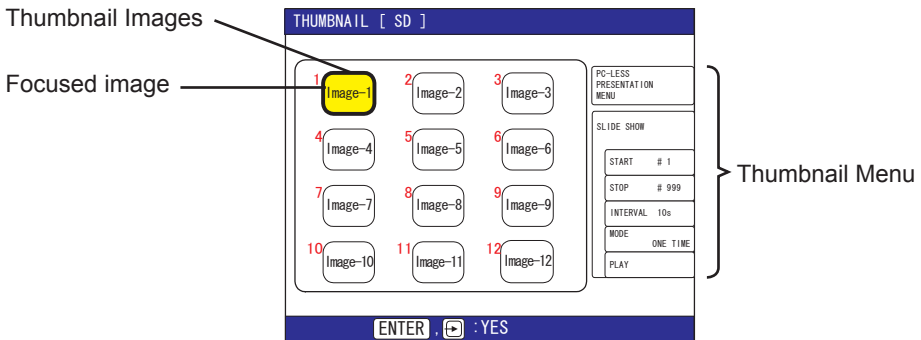 Thumbnail Images
Focused image
THUMBNAIL [ SD ]
1 Image-1
2 Image-2
3 Image-3
4 Image-4
5 Image-5
6 Image-6
7 Image-7
8 Image-8
9 Image-9
10 Image-10
11 Image-11
12 Image-12
PC-LESS
PRESENTATION
MENU
SLIDE SHOW
START # 1
STOP # 999
INTERVAL 10s
MODE
ONE TIME
PLAY
Thumbnail Menu
ENTER , :YES